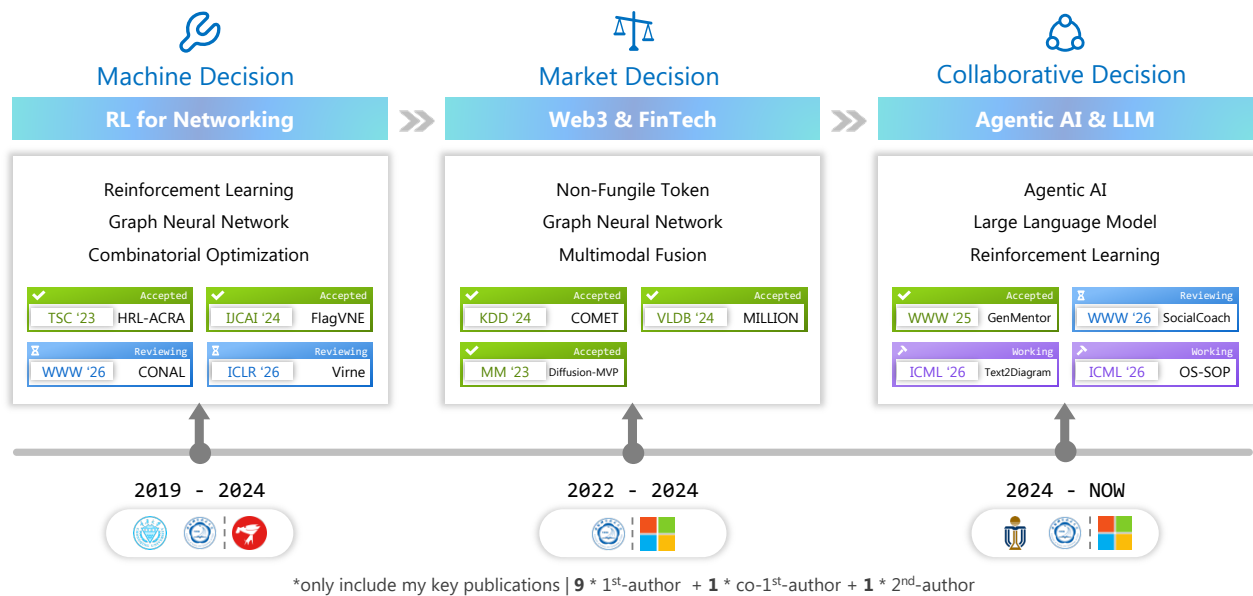 Machine Decision
RL for Networking
Reinforcement Learning
Graph Neural Network
Combinatorial Optimization
Accepted
TSC ‘23 HRL-ACRA
Accepted
IJCAI ‘24 FlagVNE
Reviewing
WWW ‘26 CONAL
Reviewing
ICLR ‘26 Virne
2019 - 2024
Market Decision
Web3 & FinTech
Non-Fungile Token
Graph Neural Network
Multimodal Fusion
Accepted
KDD ‘24 COMET
Accepted
VLDB ‘24 MILLION
Accepted
MM ‘23 Diffusion-MVP
2022 - 2024
Collaborative Decision
Agentic AI & LLM
Agentic AI
Large Language Model
Reinforcement Learning
Accepted
WWW ‘25 GenMentor
Reviewing
WWW ‘26 SocialCoach
Working
ICML ‘26 Text2Diagram
Working
ICML ‘26 OS-SOP
2024 - NOW
*only include my key publications | 9 * 1st-author + 1 * co-1st-author + 1 * 2nd-author